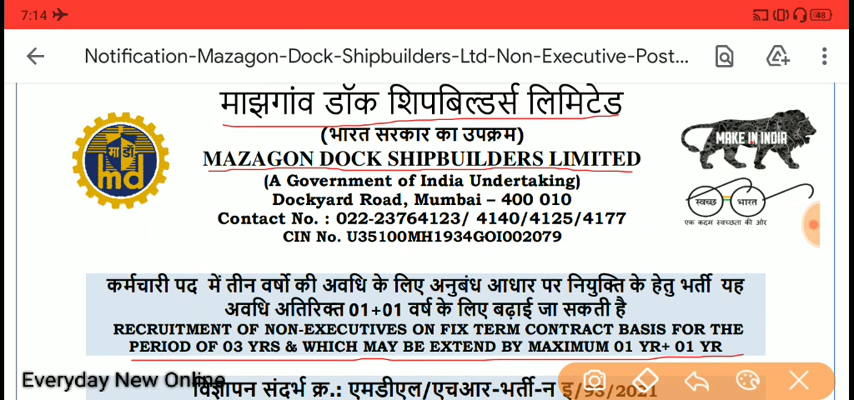 7:14
48
Notification-Mazagon-Dock-Shipbuilders-Ltd-Non-Executive-Post...
माझगांव डॉक शिपबिल्डर्स लिमिटेड
(भारत सरकार का उपक्रम)
MAZAGON DOCK SHIPBUILDERS LIMITED
(A Government of India Undertaking)
Dockyard Road, Mumbai – 400 010
Contact No. : 022-23764123/ 4140/4125/4177
CIN No. U35100MH1934GOI002079
माडॉ
md
MAKE IN INDIA
स्वच्छ भारत
एक कदम स्वच्छता की ओर
कर्मचारी पद में तीन वर्षो की अवधि के लिए अनुबंध आधार पर नियुक्ति के हेतु भर्ती यह
अवधि अतिरिक्त 01+01 वर्ष के लिए बढ़ाई जा सकती है
RECRUITMENT OF NON-EXECUTIVES ON FIX TERM CONTRACT BASIS FOR THE
PERIOD OF 03 YRS & WHICH MAY BE EXTEND BY MAXIMUM 01 YR+ 01 YR
Everyday New Online
विज्ञापन संदर्भ क्र.: एमडीएल/एचआर-भर्ती-न इ/93/2021